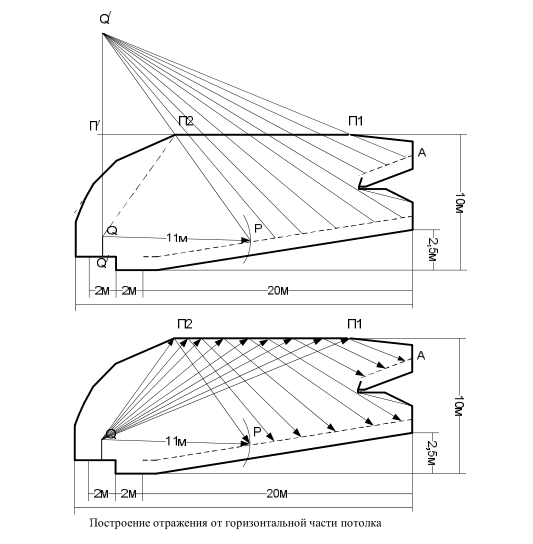 Q'
П'
П2
П1
A
Q
11м
P
10м
Q'
2,5м
2м
2м
20м
П2
П1
A
Q
11м
P
10м
2,5м
2м
2м
20м
Построение отражения от горизонтальной части потолка